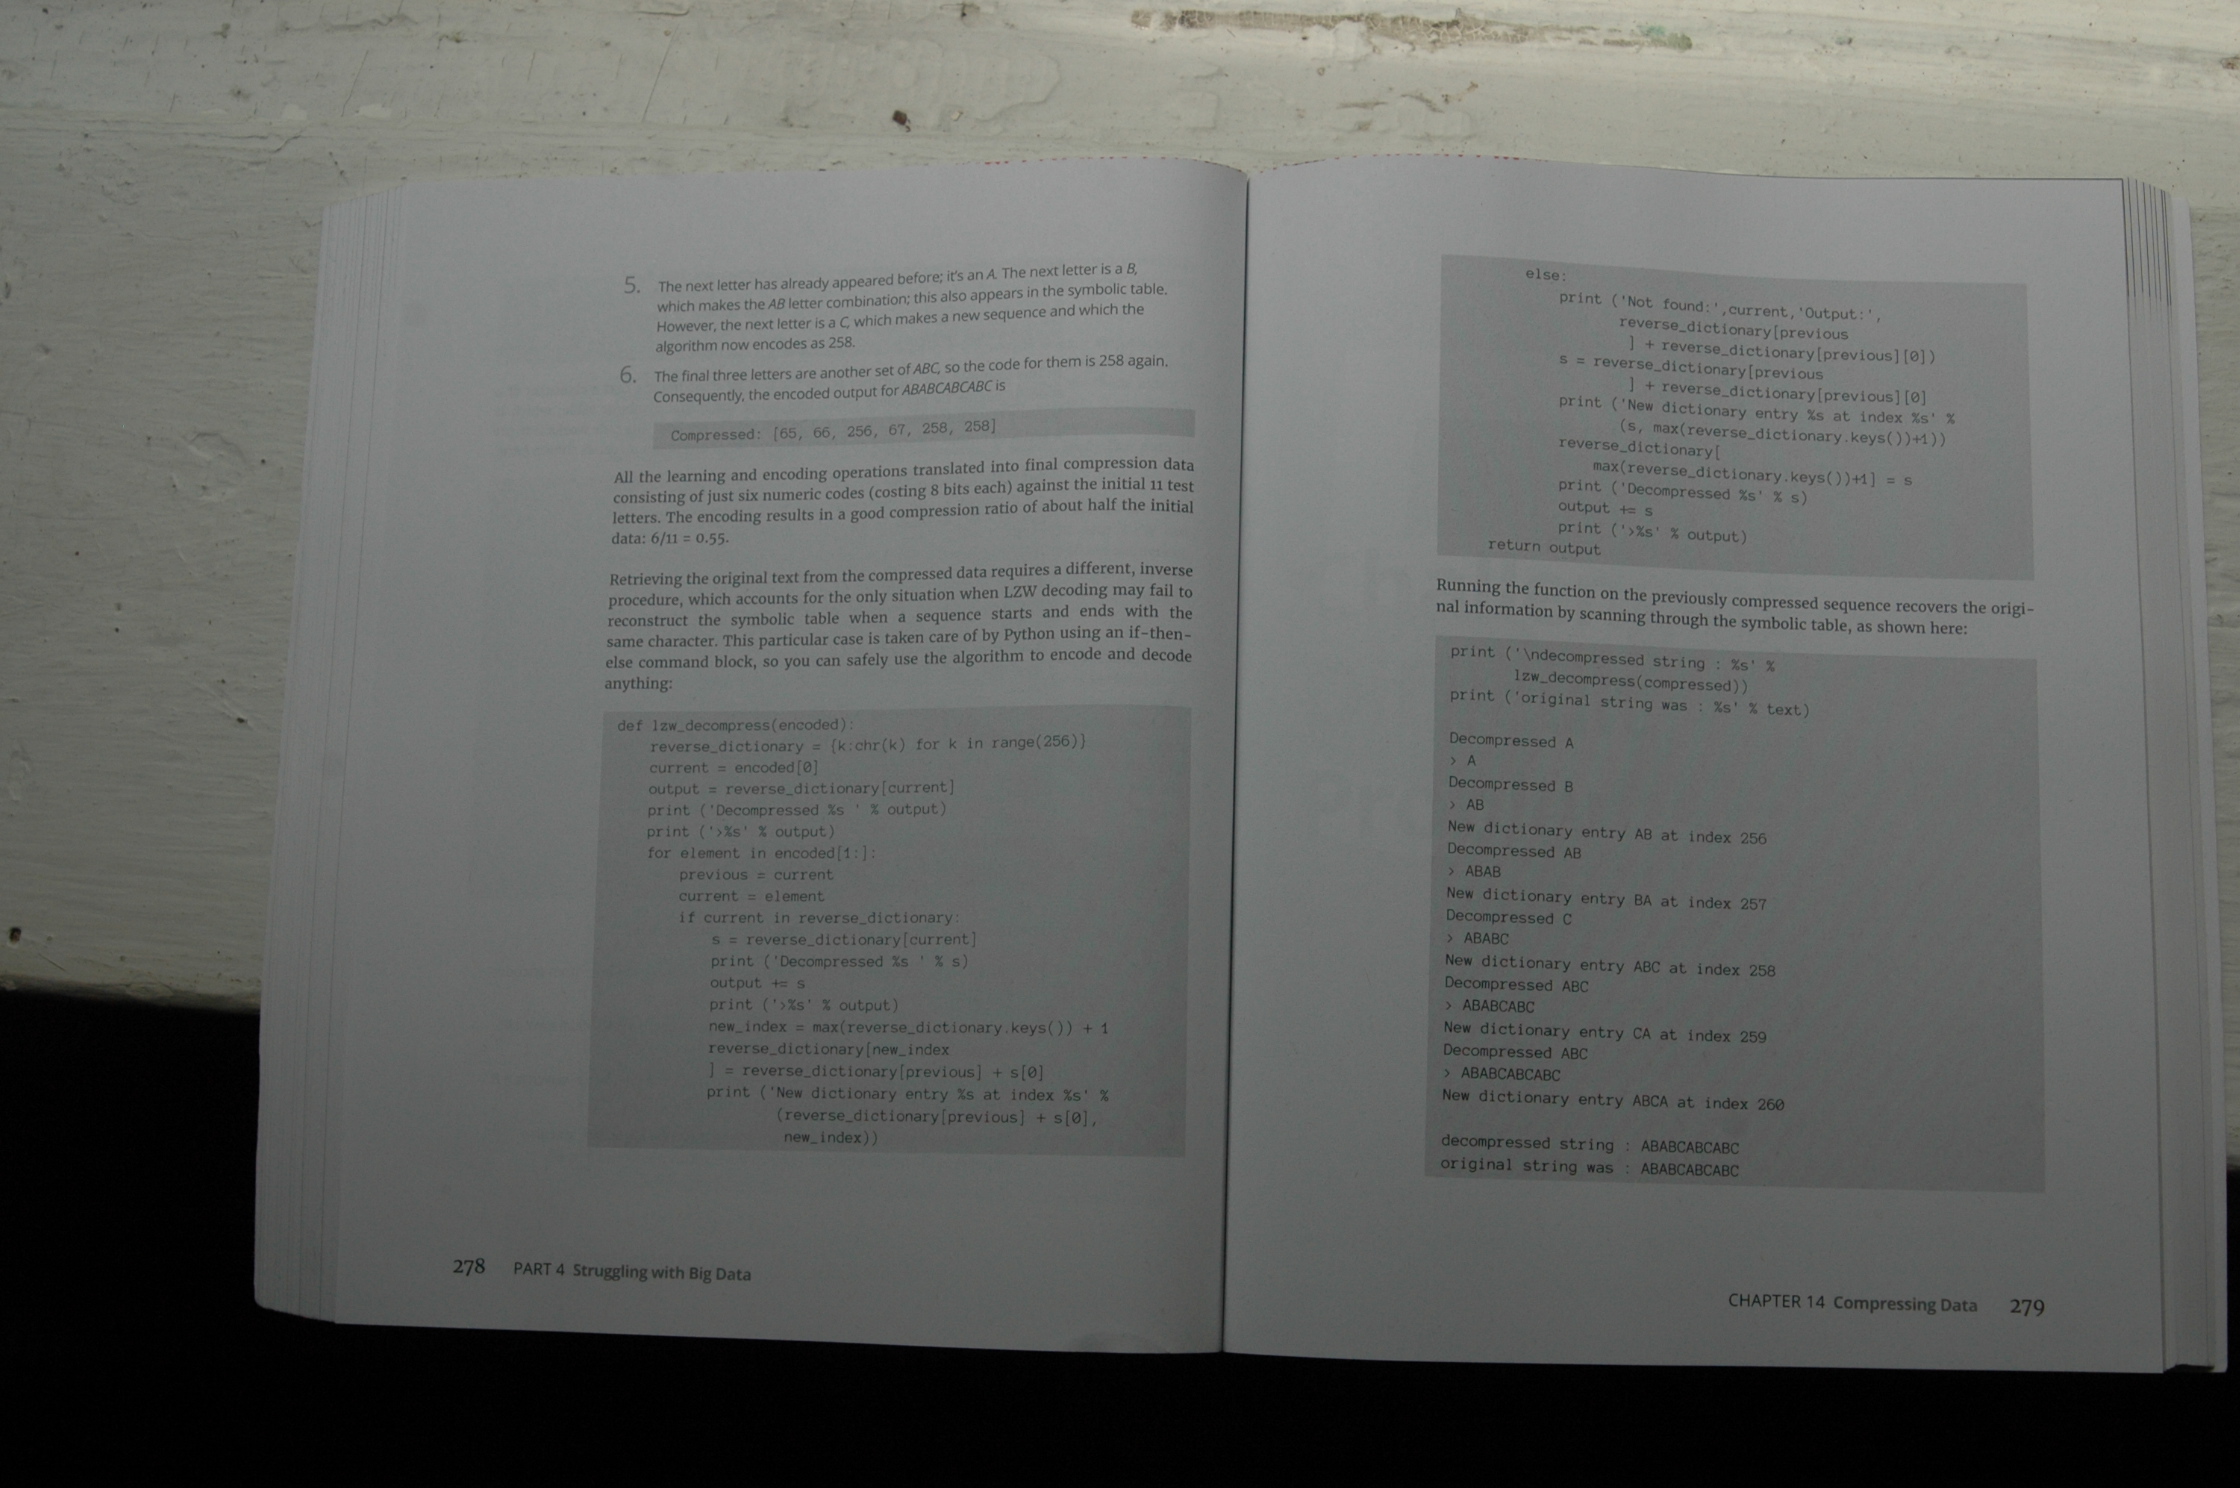 5. The next letter has already appeared before; it's an A. The next letter is a B,
which makes the AB letter combination; this also appears in the symbolic table.
However, the next letter is a C, which makes a new sequence and which the
algorithm now encodes as 258.
6. The final three letters are another set of ABC, so the code for them is 258 again.
Consequently, the encoded output for ABABCABCABC is
Compressed: [65, 66, 256, 67, 258, 258]
All the learning and encoding operations translated into final compression data
consisting of just six numeric codes (costing 8 bits each) against the initial 11 test
letters. The encoding results in a good compression ratio of about half the initial
data: 6/11 = 0.55.
Retrieving the original text from the compressed data requires a different, inverse
procedure, which accounts for the only situation when LZW decoding may fail to
reconstruct the symbolic table when a sequence starts and ends with the
same character. This particular case is taken care of by Python using an if-then-
else command block, so you can safely use the algorithm to encode and decode
anything:
def lzw_decompress(encoded):
reverse_dictionary = {k:chr(k) for k in range(256)}
current = encoded[0]
output = reverse_dictionary[current]
print ('Decompressed %s ' % output)
print ('>%s' % output)
for element in encoded[1:]:
previous = current
current = element
if current in reverse_dictionary:
s = reverse_dictionary[current]
print ('Decompressed %s ' % s)
output += s
print ('>%s' % output)
new_index = max(reverse_dictionary.keys()) + 1
reverse_dictionary[new_index
] = reverse_dictionary[previous] + s[0]
print ('New dictionary entry %s at index %s' %
(reverse_dictionary[previous] + s[0],
new_index))
278 PART 4 Struggling with Big Data
else:
print ('Not found:',current,'Output:',
reverse_dictionary[previous
] + reverse_dictionary[previous][0])
s = reverse_dictionary[previous
] + reverse_dictionary[previous][0]
print ('New dictionary entry %s at index %s' %
(s, max(reverse_dictionary.keys())+1))
reverse_dictionary[
max(reverse_dictionary.keys())+1] = s
print ('Decompressed %s' % s)
output += s
print ('>%s' % output)
return output
Running the function on the previously compressed sequence recovers the origi-
nal information by scanning through the symbolic table, as shown here:
print ('\ndecompressed string : %s' %
lzw_decompress(compressed))
print ('original string was : %s' % text)
Decompressed A
> A
Decompressed B
> AB
New dictionary entry AB at index 256
Decompressed AB
> ABAB
New dictionary entry BA at index 257
Decompressed C
> ABABC
New dictionary entry ABC at index 258
Decompressed ABC
> ABABCABC
New dictionary entry CA at index 259
Decompressed ABC
> ABABCABCABC
New dictionary entry ABCA at index 260
decompressed string : ABABCABCABC
original string was : ABABCABCABC
CHAPTER 14 Compressing Data 279